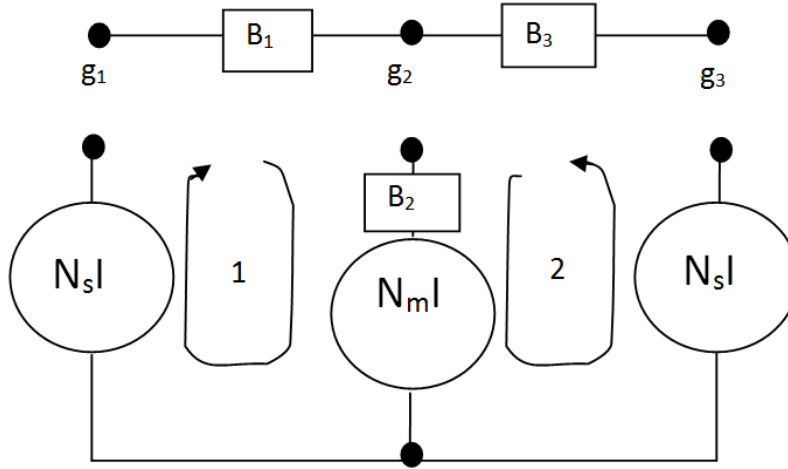 B₁ B₃
g₁ g₂ g₃
B₂
NₛI 1 NₘI 2 NₛI